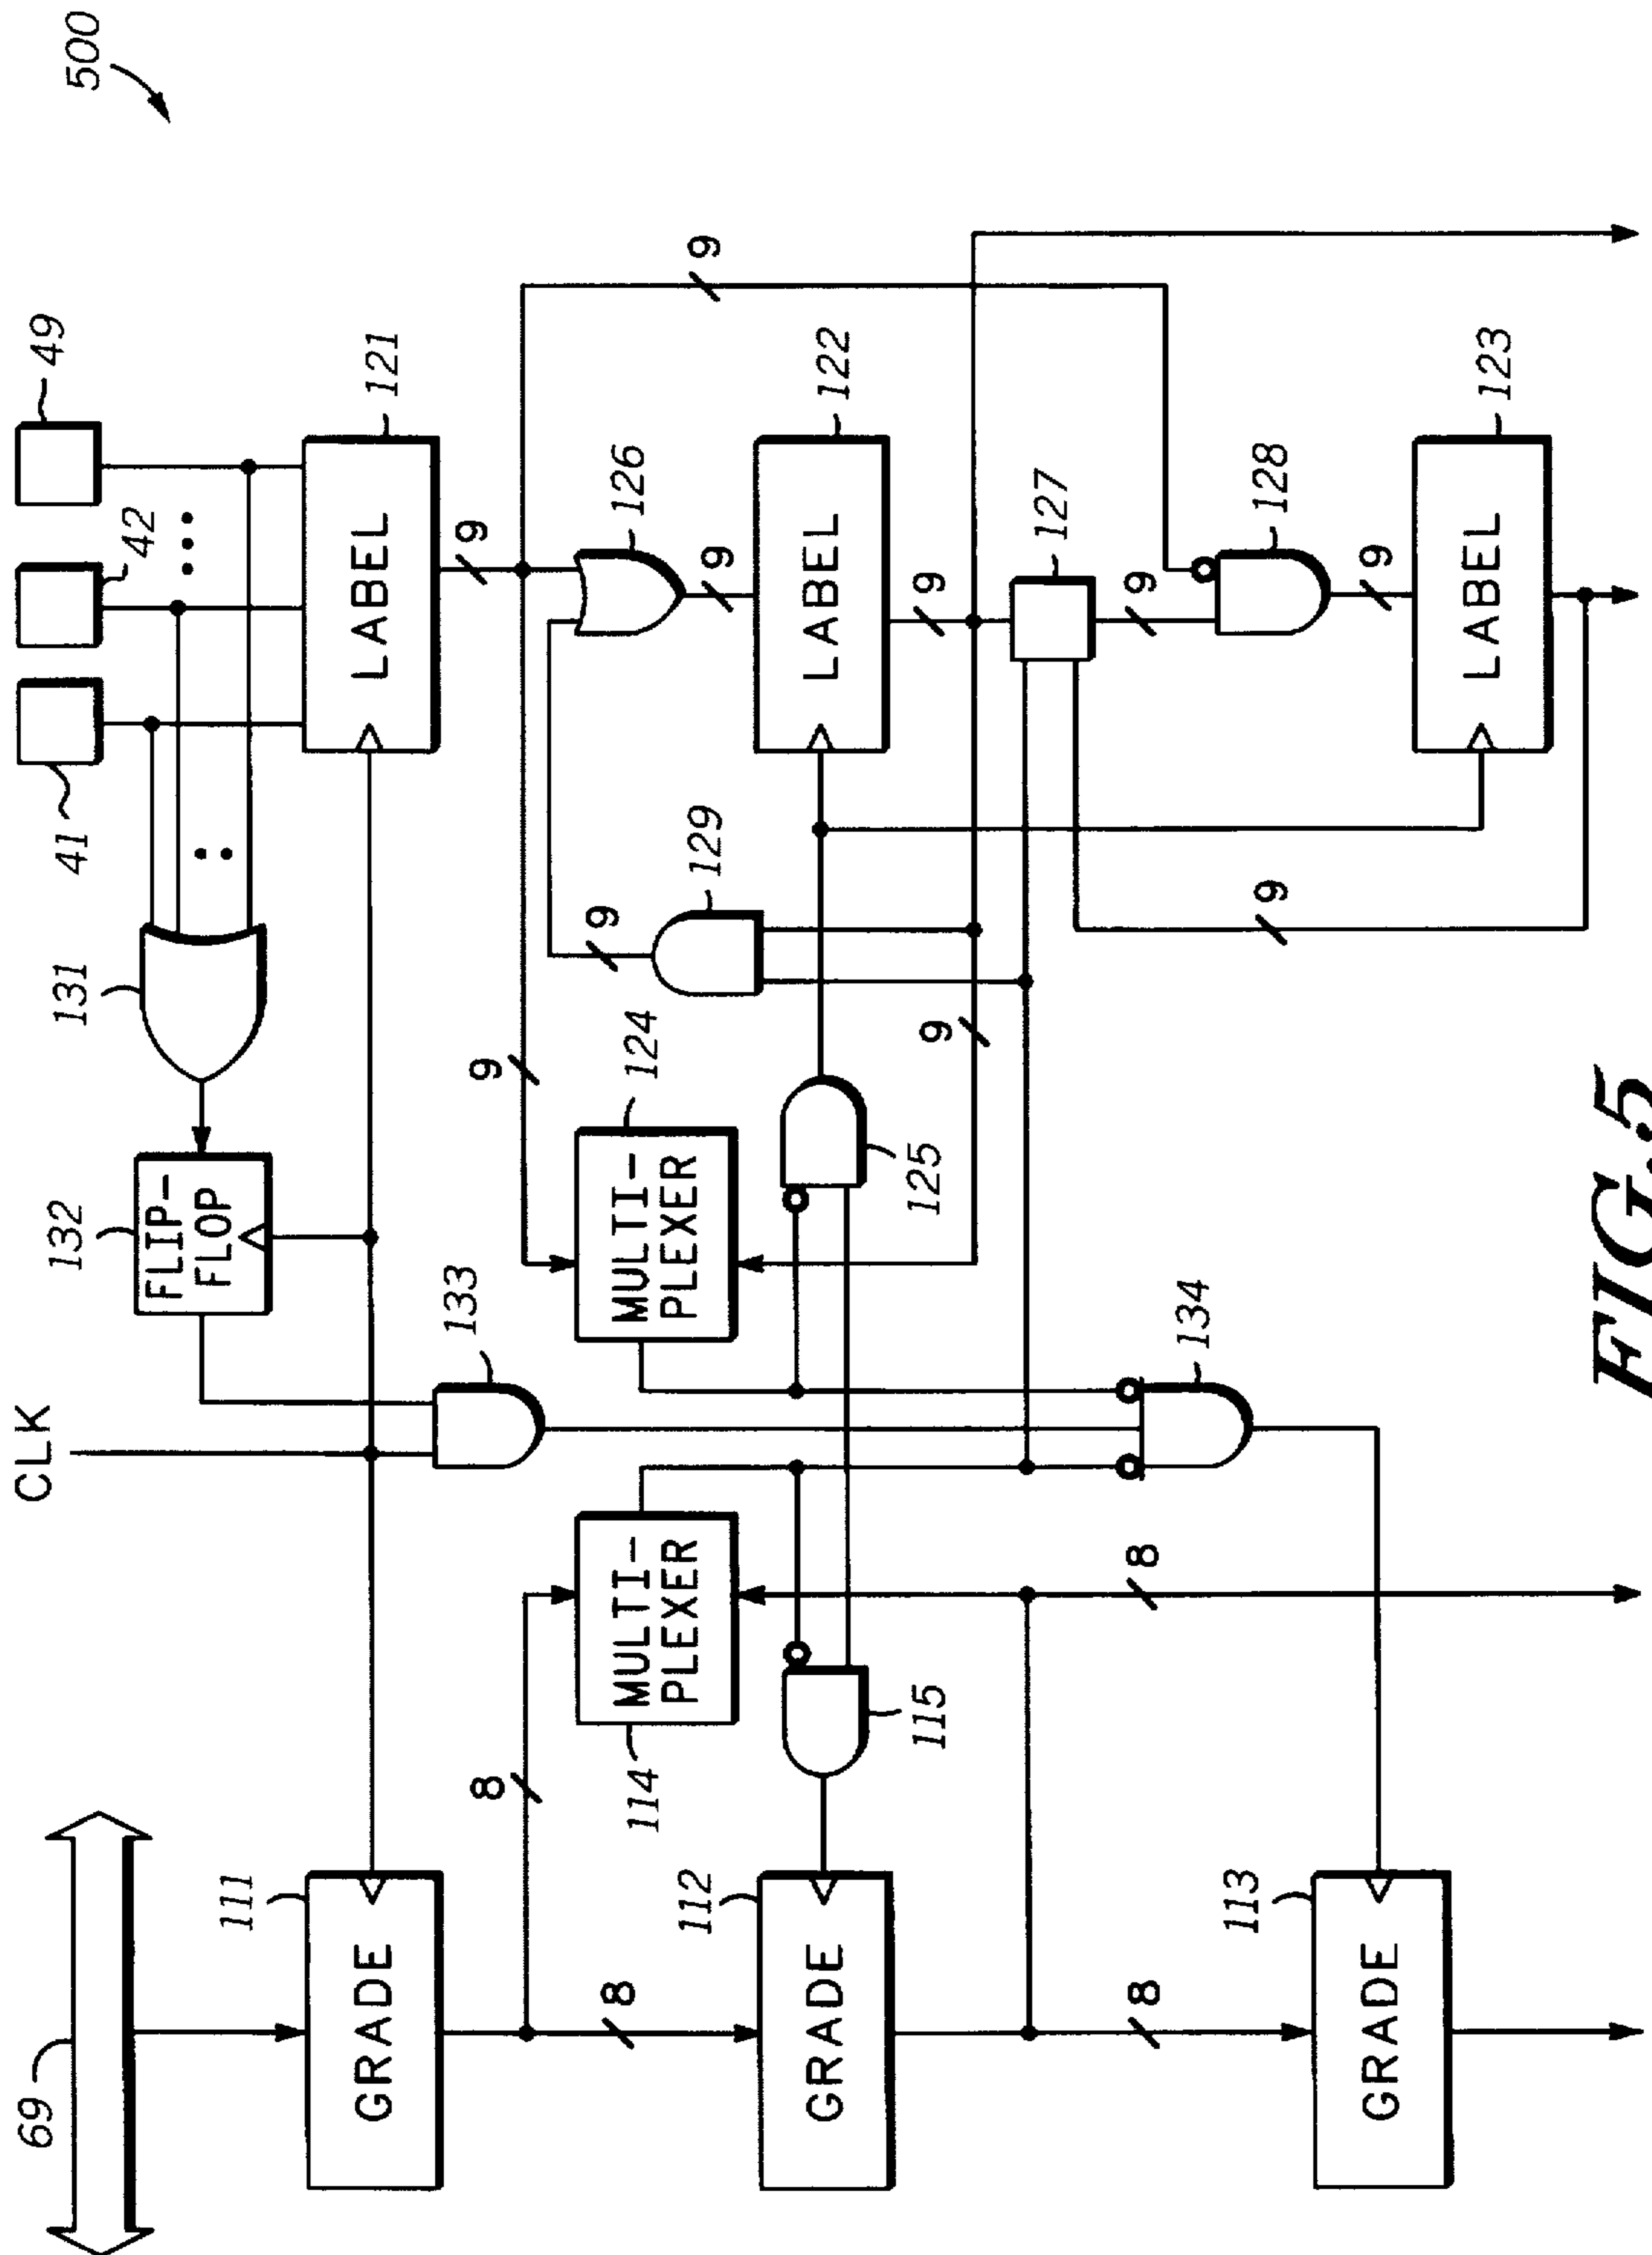 500
69
CLK
132
131
41
42
49
FLIP-
FLOP
111
GRADE
LABEL
121
133
8
9
9
9
MULTI-
PLEXER
114
MULTI-
PLEXER
124
9
126
8
9
112
GRADE
115
125
129
LABEL
122
9
9
127
8
8
134
9
9
128
113
GRADE
9
LABEL
123
FIG.5